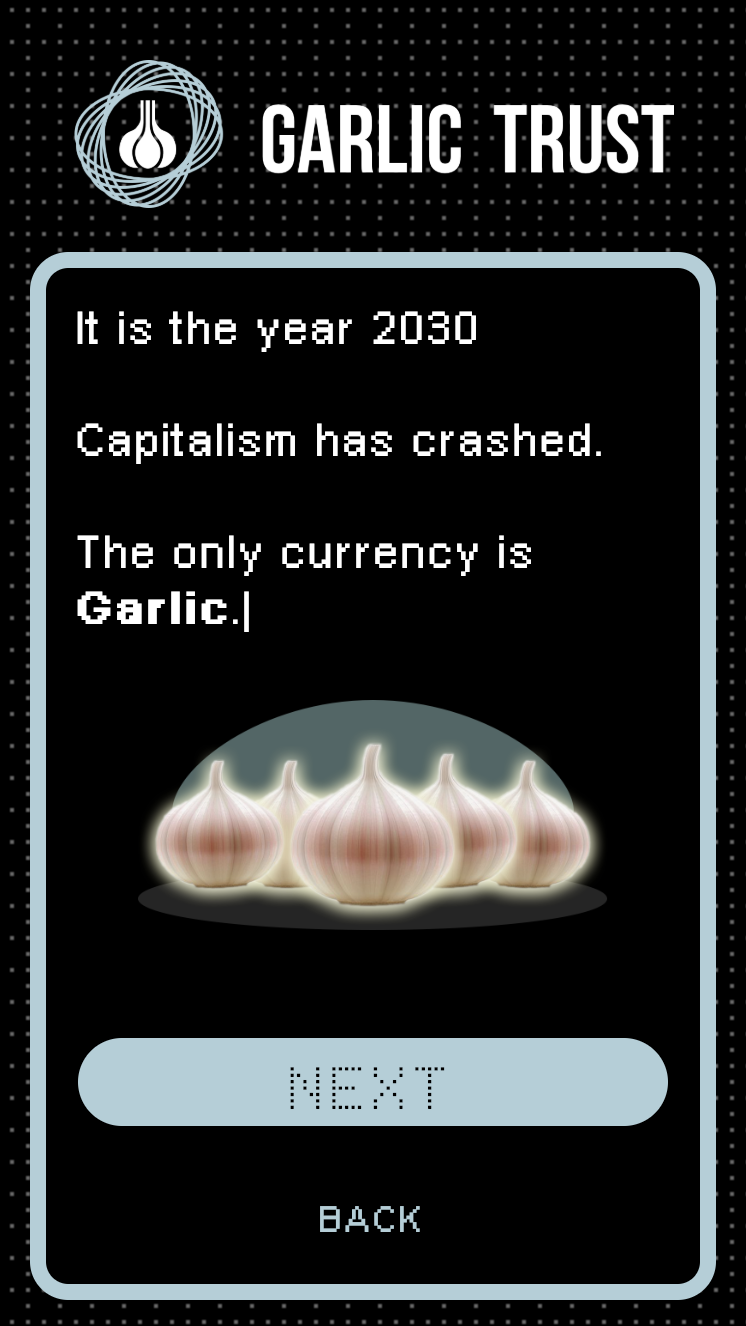 GARLIC TRUST
It is the year 2030
Capitalism has crashed.
The only currency is
Garlic.
NEXT
BACK